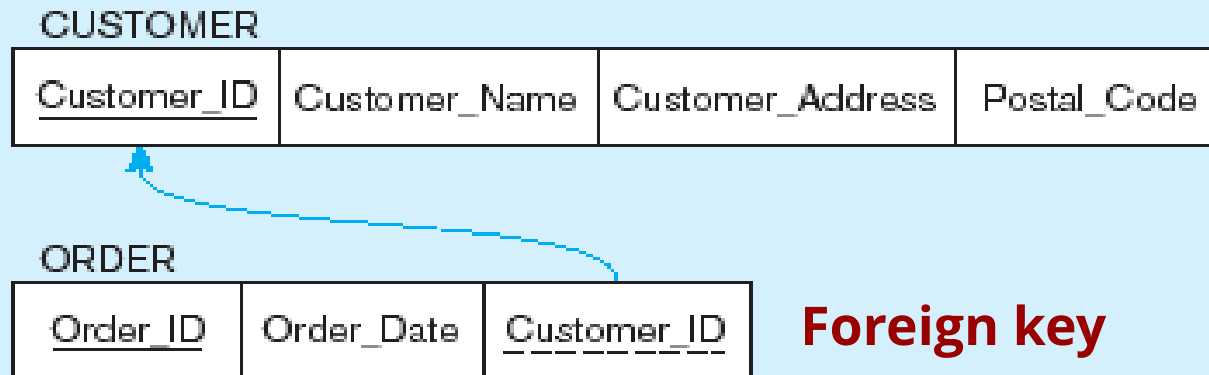 CUSTOMER
Customer_ID Customer_Name Customer_Address Postal_Code
ORDER
Order_ID Order_Date Customer_ID Foreign key